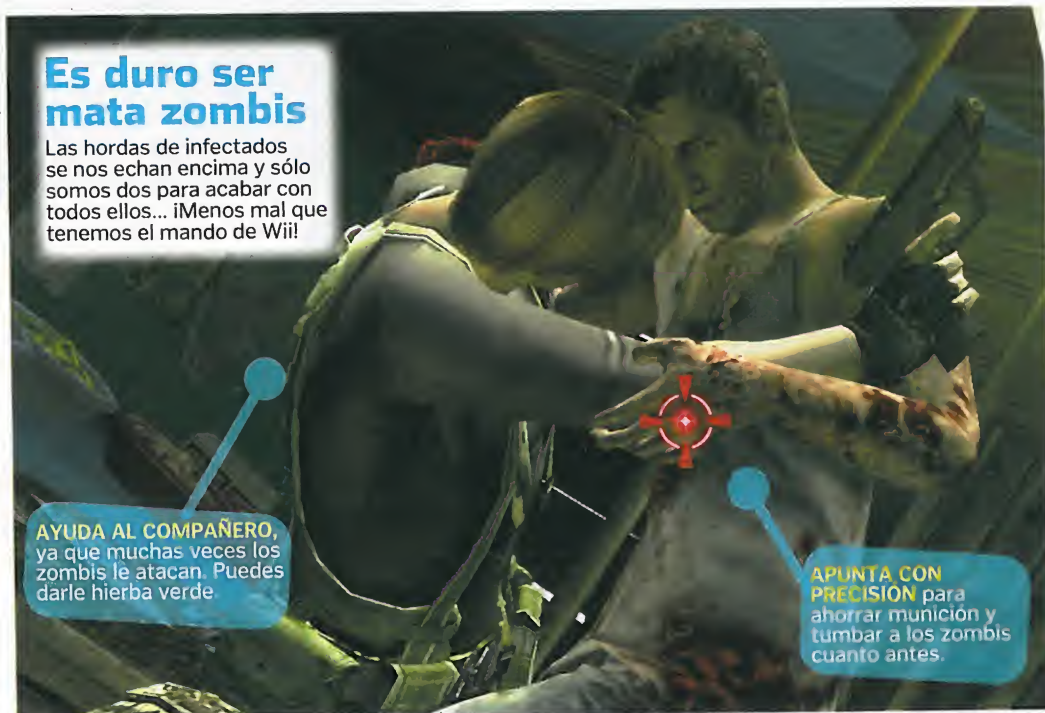 Es duro ser
mata zombis
Las hordas de infectados
se nos echan encima y sólo
somos dos para acabar con
todos ellos... ¡Menos mal que
tenemos el mando de Wii!
AYUDA AL COMPAÑERO,
ya que muchas veces los
zombis le atacan. Puedes
darle hierba verde.
APUNTA CON
PRECISIÓN para
ahorrar munición y
tumbar a los zombis
cuanto antes.